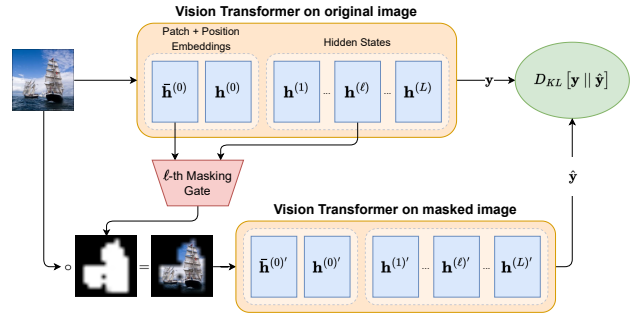 Vision Transformer on original image
Patch + Position
Embeddings
Hidden States
h̄⁽⁰⁾ h⁽⁰⁾ h⁽¹⁾ ... h⁽ℓ⁾ ... h⁽ᴸ⁾
y
D_KL [y || ŷ]
ℓ-th Masking
Gate
ŷ
Vision Transformer on masked image
∘ =
h̄⁽⁰⁾′ h⁽⁰⁾′ h⁽¹⁾′ ... h⁽ℓ⁾′ ... h⁽ᴸ⁾′